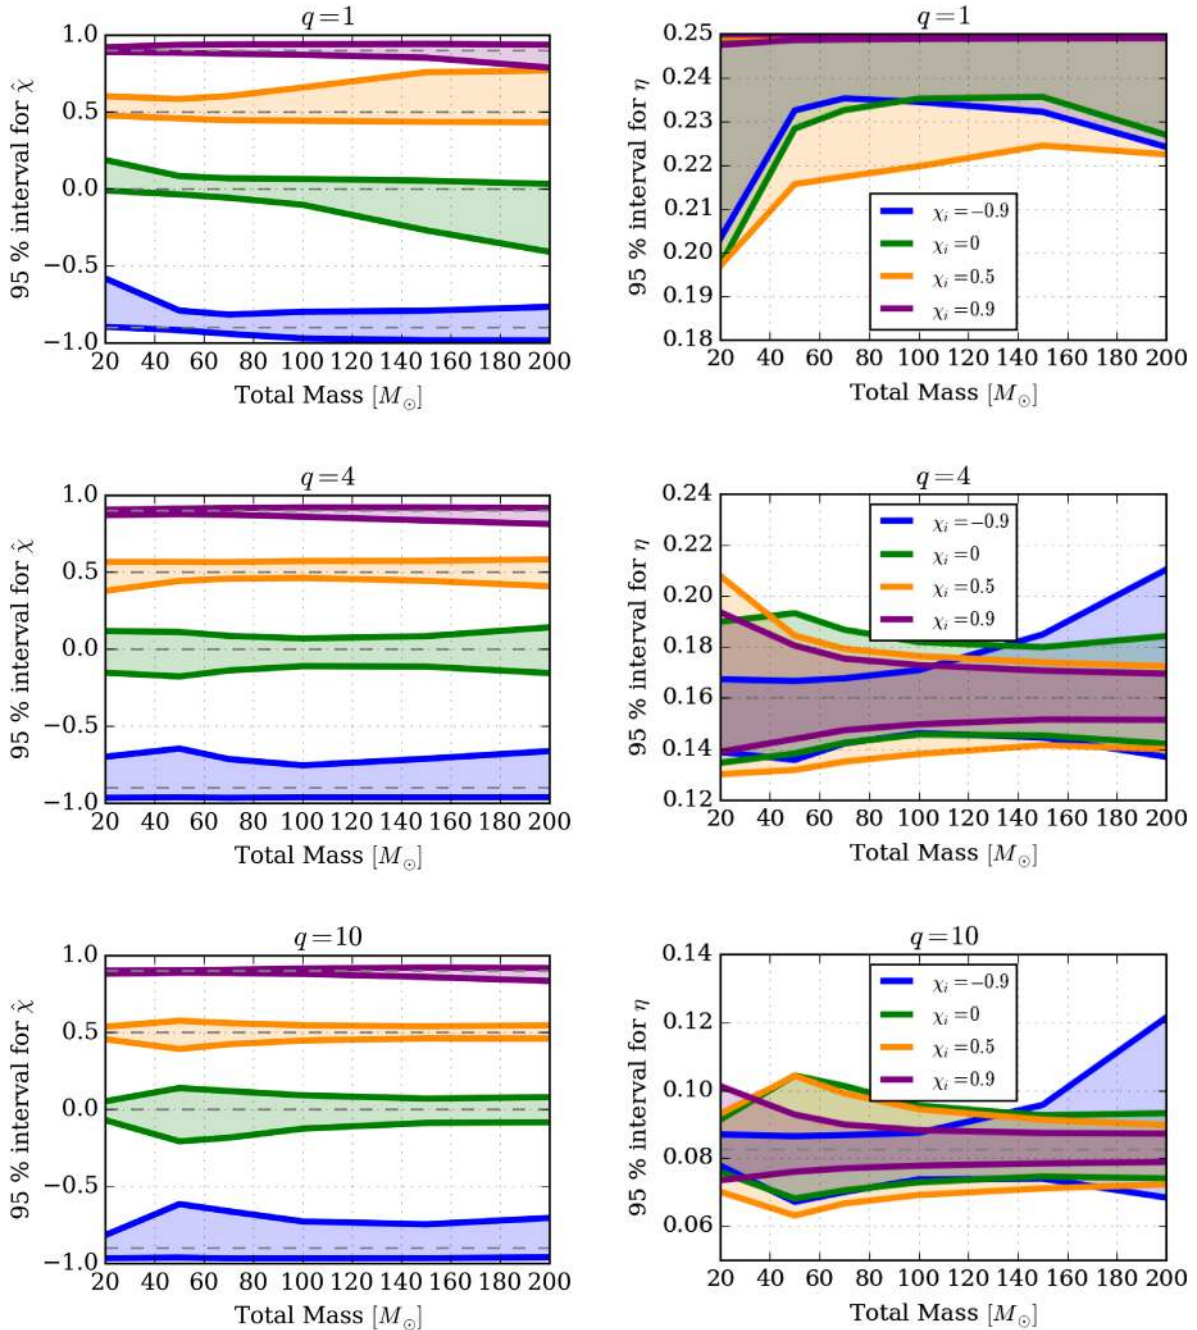 q=1
1.0
0.5
0.0
−0.5
−1.0
20 40 60 80 100 120 140 160 180 200
Total Mass [M⊙]
95 % interval for χ̂
q=1
0.25
0.24
0.23
0.22
0.21
0.20
0.19
0.18
20 40 60 80 100 120 140 160 180 200
Total Mass [M⊙]
95 % interval for η
χi=−0.9
χi=0
χi=0.5
χi=0.9
q=4
1.0
0.5
0.0
−0.5
−1.0
20 40 60 80 100 120 140 160 180 200
Total Mass [M⊙]
95 % interval for χ̂
q=4
0.24
0.22
0.20
0.18
0.16
0.14
0.12
20 40 60 80 100 120 140 160 180 200
Total Mass [M⊙]
95 % interval for η
χi=−0.9
χi=0
χi=0.5
χi=0.9
q=10
1.0
0.5
0.0
−0.5
−1.0
20 40 60 80 100 120 140 160 180 200
Total Mass [M⊙]
95 % interval for χ̂
q=10
0.14
0.12
0.10
0.08
0.06
20 40 60 80 100 120 140 160 180 200
Total Mass [M⊙]
95 % interval for η
χi=−0.9
χi=0
χi=0.5
χi=0.9